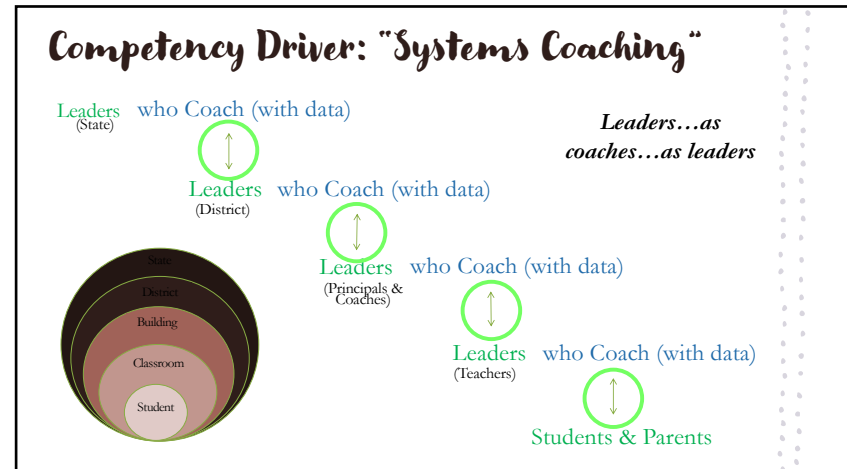 Competency Driver: "Systems Coaching"
Leaders who Coach (with data)
(State)
Leaders…as
coaches…as leaders
Leaders who Coach (with data)
(District)
Leaders who Coach (with data)
(Principals &
Coaches)
Leaders who Coach (with data)
(Teachers)
Students & Parents
State
District
Building
Classroom
Student